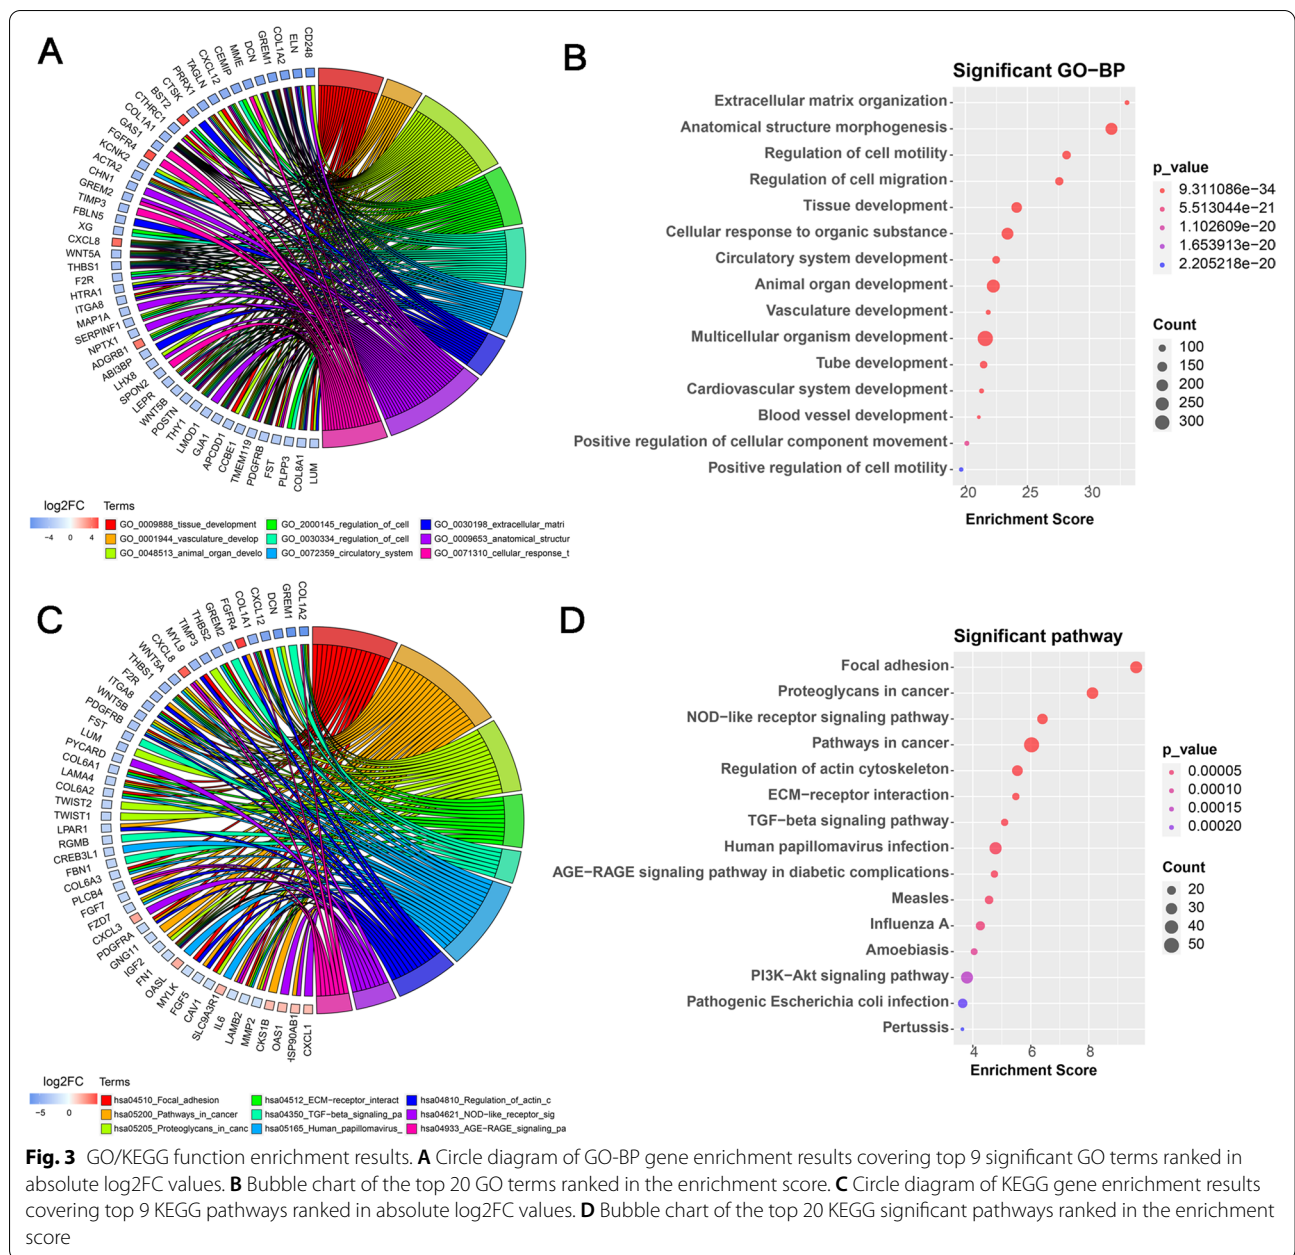 A
CD248
ELN
COL1A2
GREM1
DCN
MME
CEMIP
CXCL12
TAGLN
PRRX1
CTSK
BST2
CTHRC1
COL1A1
GAS1
FGFR4
KCNK2
ACTA2
CHN1
GREM2
TIMP3
FBLN5
XG
CXCL8
WNT5A
THBS1
F2R
HTRA1
ITGA8
MAP1A
SERPINF1
NPTX1
ADGRB1
ABI3BP
LHX8
SPON2
LEPR
WNT5B
POSTN
THY1
LMOD1
GJA1
APCDD1
CCBE1
TMEM119
PDGFRB
FST
PLPP3
COL8A1
LUM
log2FC
Terms
-4 0 4
GO_0009888_tissue_development
GO_2000145_regulation_of_cell
GO_0030198_extracellular_matri
GO_0001944_vasculature_develop
GO_0030334_regulation_of_cell
GO_0009653_anatomical_structur
GO_0048513_animal_organ_develo
GO_0072359_circulatory_system
GO_0071310_cellular_response_t
B
Significant GO−BP
Extracellular matrix organization
Anatomical structure morphogenesis
Regulation of cell motility
Regulation of cell migration
Tissue development
Cellular response to organic substance
Circulatory system development
Animal organ development
Vasculature development
Multicellular organism development
Tube development
Cardiovascular system development
Blood vessel development
Positive regulation of cellular component movement
Positive regulation of cell motility
20 25 30
Enrichment Score
p_value
9.311086e−34
5.513044e−21
1.102609e−20
1.653913e−20
2.205218e−20
Count
100
150
200
250
300
C
COL1A2
GREM1
DCN
CXCL12
COL1A1
FGFR4
GREM2
THBS2
TIMP3
MYL9
CXCL8
WNT5A
THBS1
F2R
ITGA8
WNT5B
PDGFRB
FST
LUM
PYCARD
COL6A1
LAMA4
COL6A2
TWIST2
TWIST1
LPAR1
RGMB
CREB3L1
FBN1
COL6A3
PLCB4
FGF7
FZD7
CXCL3
PDGFRA
GNG11
IGF2
FN1
OASL
MYLK
FGF5
CAV1
SLC9A3R1
IL6
LAMB2
MMP2
CKS1B
OAS1
HSP90AB1
CXCL1
log2FC
Terms
−5 0
hsa04510_Focal_adhesion
hsa04512_ECM−receptor_interact
hsa04810_Regulation_of_actin_c
hsa05200_Pathways_in_cancer
hsa04350_TGF−beta_signaling_pa
hsa04621_NOD−like_receptor_sig
hsa05205_Proteoglycans_in_canc
hsa05165_Human_papillomavirus_
hsa04933_AGE−RAGE_signaling_pa
D
Significant pathway
Focal adhesion
Proteoglycans in cancer
NOD−like receptor signaling pathway
Pathways in cancer
Regulation of actin cytoskeleton
ECM−receptor interaction
TGF−beta signaling pathway
Human papillomavirus infection
AGE−RAGE signaling pathway in diabetic complications
Measles
Influenza A
Amoebiasis
PI3K−Akt signaling pathway
Pathogenic Escherichia coli infection
Pertussis
4 6 8
Enrichment Score
p_value
0.00005
0.00010
0.00015
0.00020
Count
20
30
40
50
Fig. 3 GO/KEGG function enrichment results. A Circle diagram of GO-BP gene enrichment results covering top 9 significant GO terms ranked in
absolute log2FC values. B Bubble chart of the top 20 GO terms ranked in the enrichment score. C Circle diagram of KEGG gene enrichment results
covering top 9 KEGG pathways ranked in absolute log2FC values. D Bubble chart of the top 20 KEGG significant pathways ranked in the enrichment
score